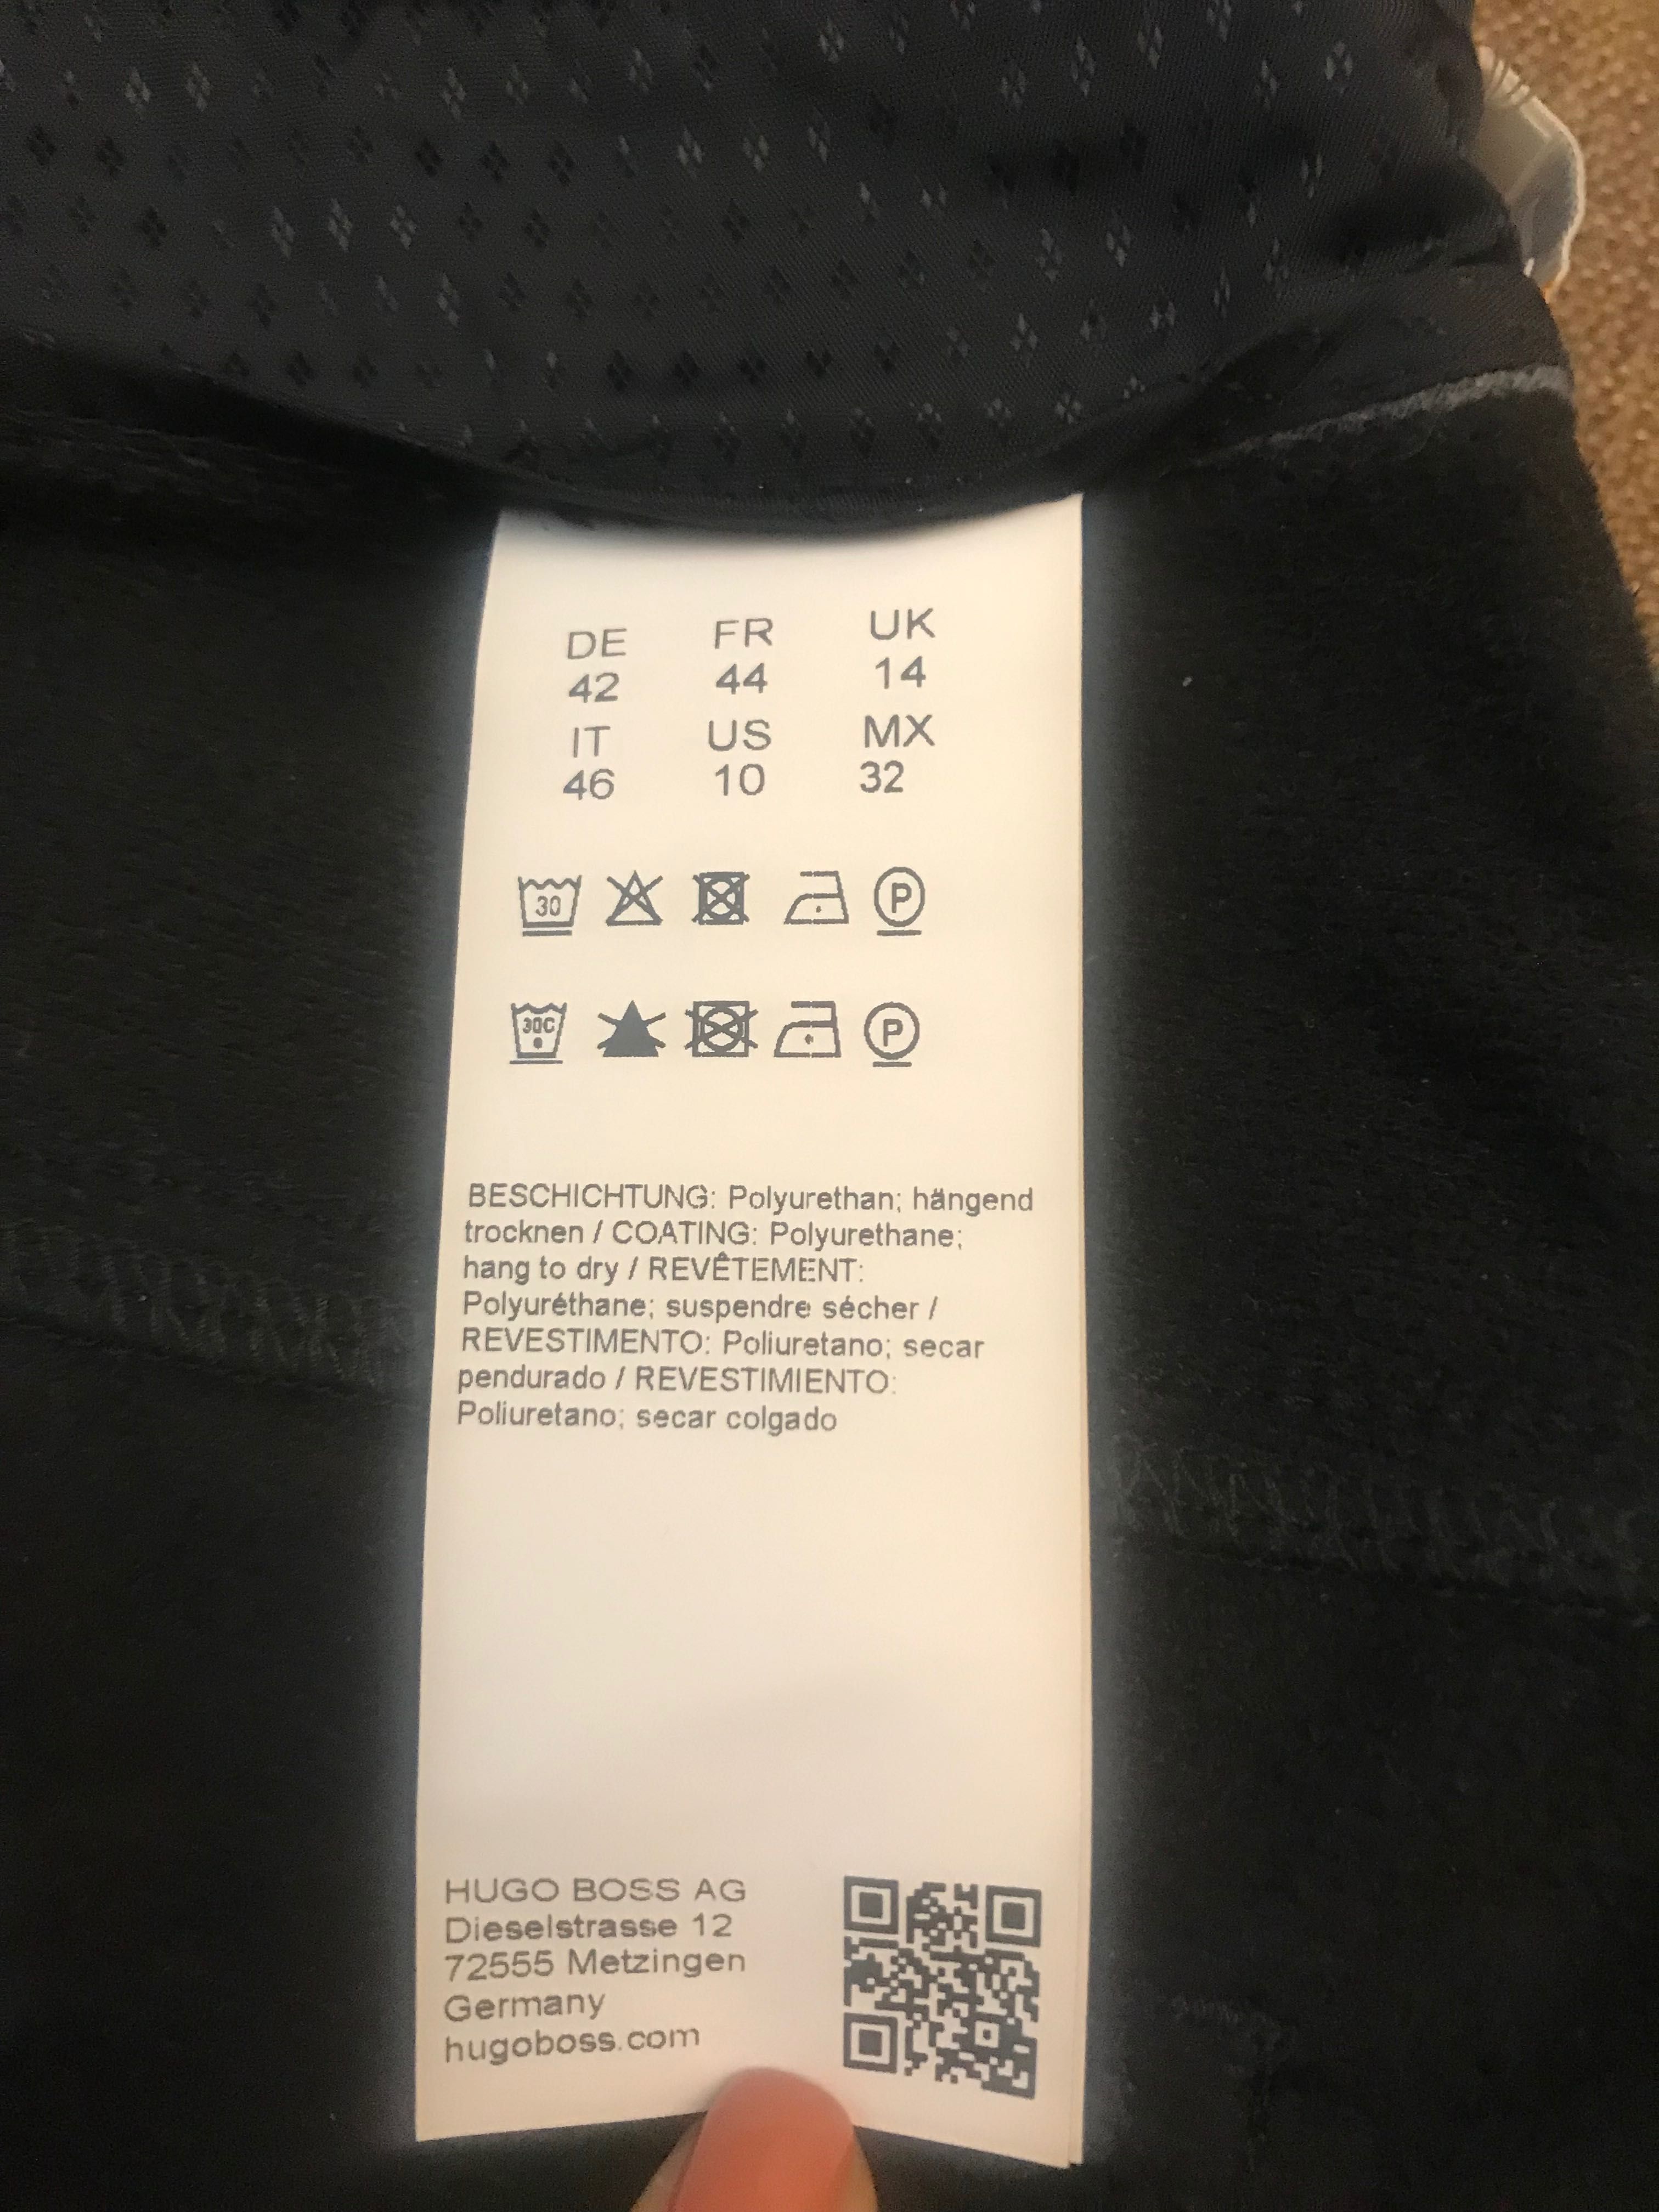 DE FR UK
42 44 14
IT US MX
46 10 32
30 P
30C P
BESCHICHTUNG: Polyurethan; hängend
trocknen / COATING: Polyurethane;
hang to dry / REVÊTEMENT:
Polyuréthane; suspendre sécher /
REVESTIMENTO: Poliuretano; secar
pendurado / REVESTIMIENTO:
Poliuretano; secar colgado
HUGO BOSS AG
Dieselstrasse 12
72555 Metzingen
Germany
hugoboss.com